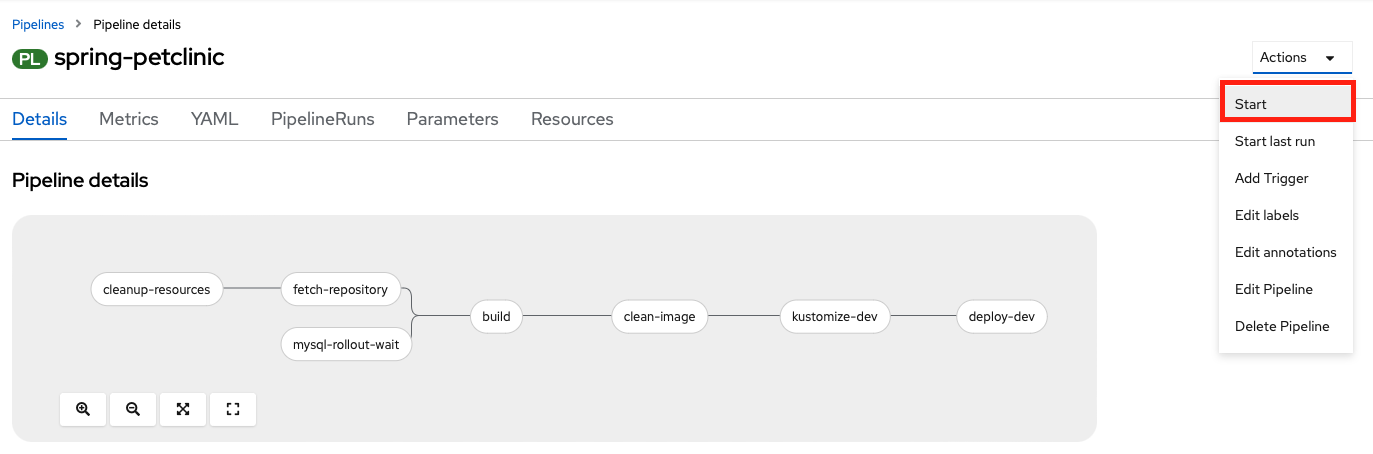 Pipelines > Pipeline details
PL spring-petclinic
Actions
Start
Start last run
Add Trigger
Edit labels
Edit annotations
Edit Pipeline
Delete Pipeline
Details Metrics YAML PipelineRuns Parameters Resources
Pipeline details
cleanup-resources
fetch-repository
mysql-rollout-wait
build
clean-image
kustomize-dev
deploy-dev